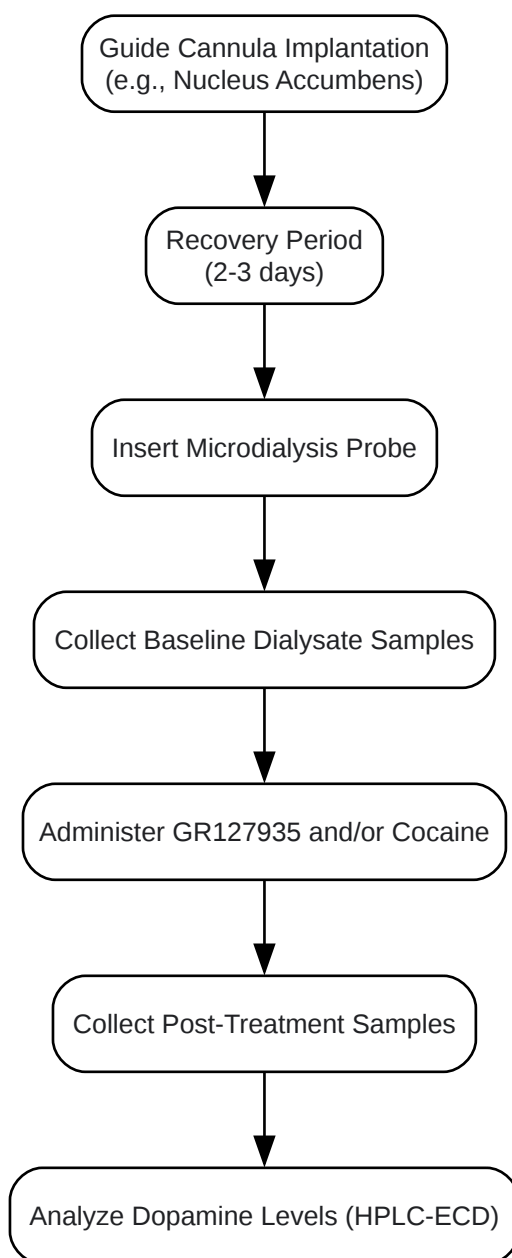 Guide Cannula Implantation
(e.g., Nucleus Accumbens)
Recovery Period
(2-3 days)
Insert Microdialysis Probe
Collect Baseline Dialysate Samples
Administer GR127935 and/or Cocaine
Collect Post-Treatment Samples
Analyze Dopamine Levels (HPLC-ECD)